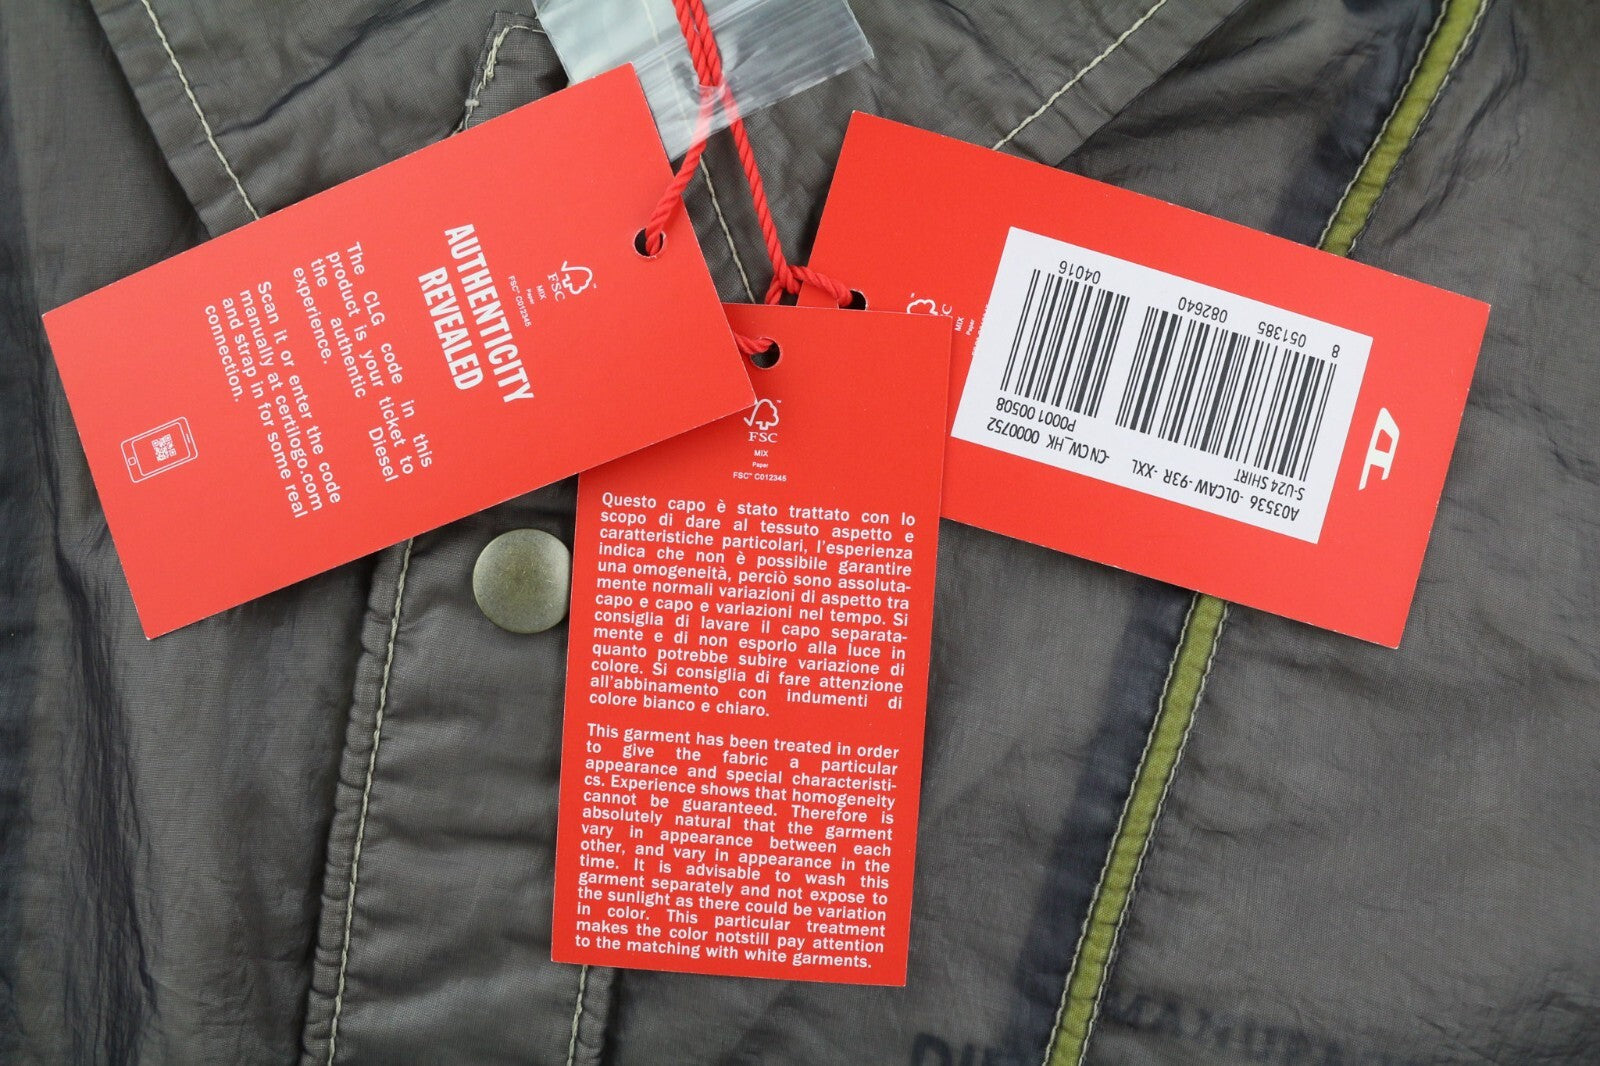 FSC
MIX
Paper
FSC™ C012345
AUTHENTICITY
REVEALED
The CLG code in this
product is your ticket to
the authentic Diesel
experience.
Scan it or enter the code
manually at certilogo.com
and strap in for some real
connection.
FSC
MIX
Paper
FSC™ C012345
Questo capo è stato trattato con lo
scopo di dare al tessuto aspetto e
caratteristiche particolari, l'esperienza
indica che non è possibile garantire
una omogeneità, perciò sono assoluta-
mente normali variazioni di aspetto tra
capo e capo e variazioni nel tempo. Si
consiglia di lavare il capo separata-
mente e di non esporlo alla luce in
quanto potrebbe subire variazione di
colore. Si consiglia di fare attenzione
all'abbinamento con indumenti di
colore bianco e chiaro.
This garment has been treated in order
to give the fabric a particular
appearance and special characteristi-
cs. Experience shows that homogeneity
cannot be guaranteed. Therefore is
absolutely natural that the garment
vary in appearance between each
other, and vary in appearance in the
time. It is advisable to wash this
garment separately and not expose to
the sunlight as there could be variation
in color. This particular treatment
makes the color notstill pay attention
to the matching with white garments.
MIX
Paper
A03536 -0LCAW -93R -XXL
S-U24 SHIRT
-CN CW_HK 0000752
P000100508
8
051385
082640
04016